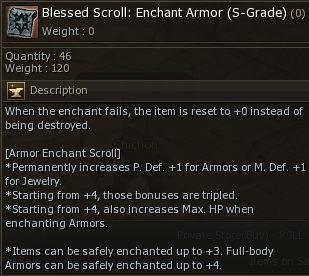 Blessed Scroll: Enchant Armor (S-Grade) (0)
Weight : 0
Quantity : 46
Weight : 120
Description
When the enchant fails, the item is reset to +0 instead of
being destroyed.
[Armor Enchant Scroll]
*Permanently increases P. Def. +1 for Armors or M. Def. +1
for Jewelry.
*Starting from +4, those bonuses are tripled.
*Starting from +4, also increases Max. HP when
enchanting Armors.
*Items can be safely enchanted up to +3. Full-body
Armors can be safely enchanted up to +4.